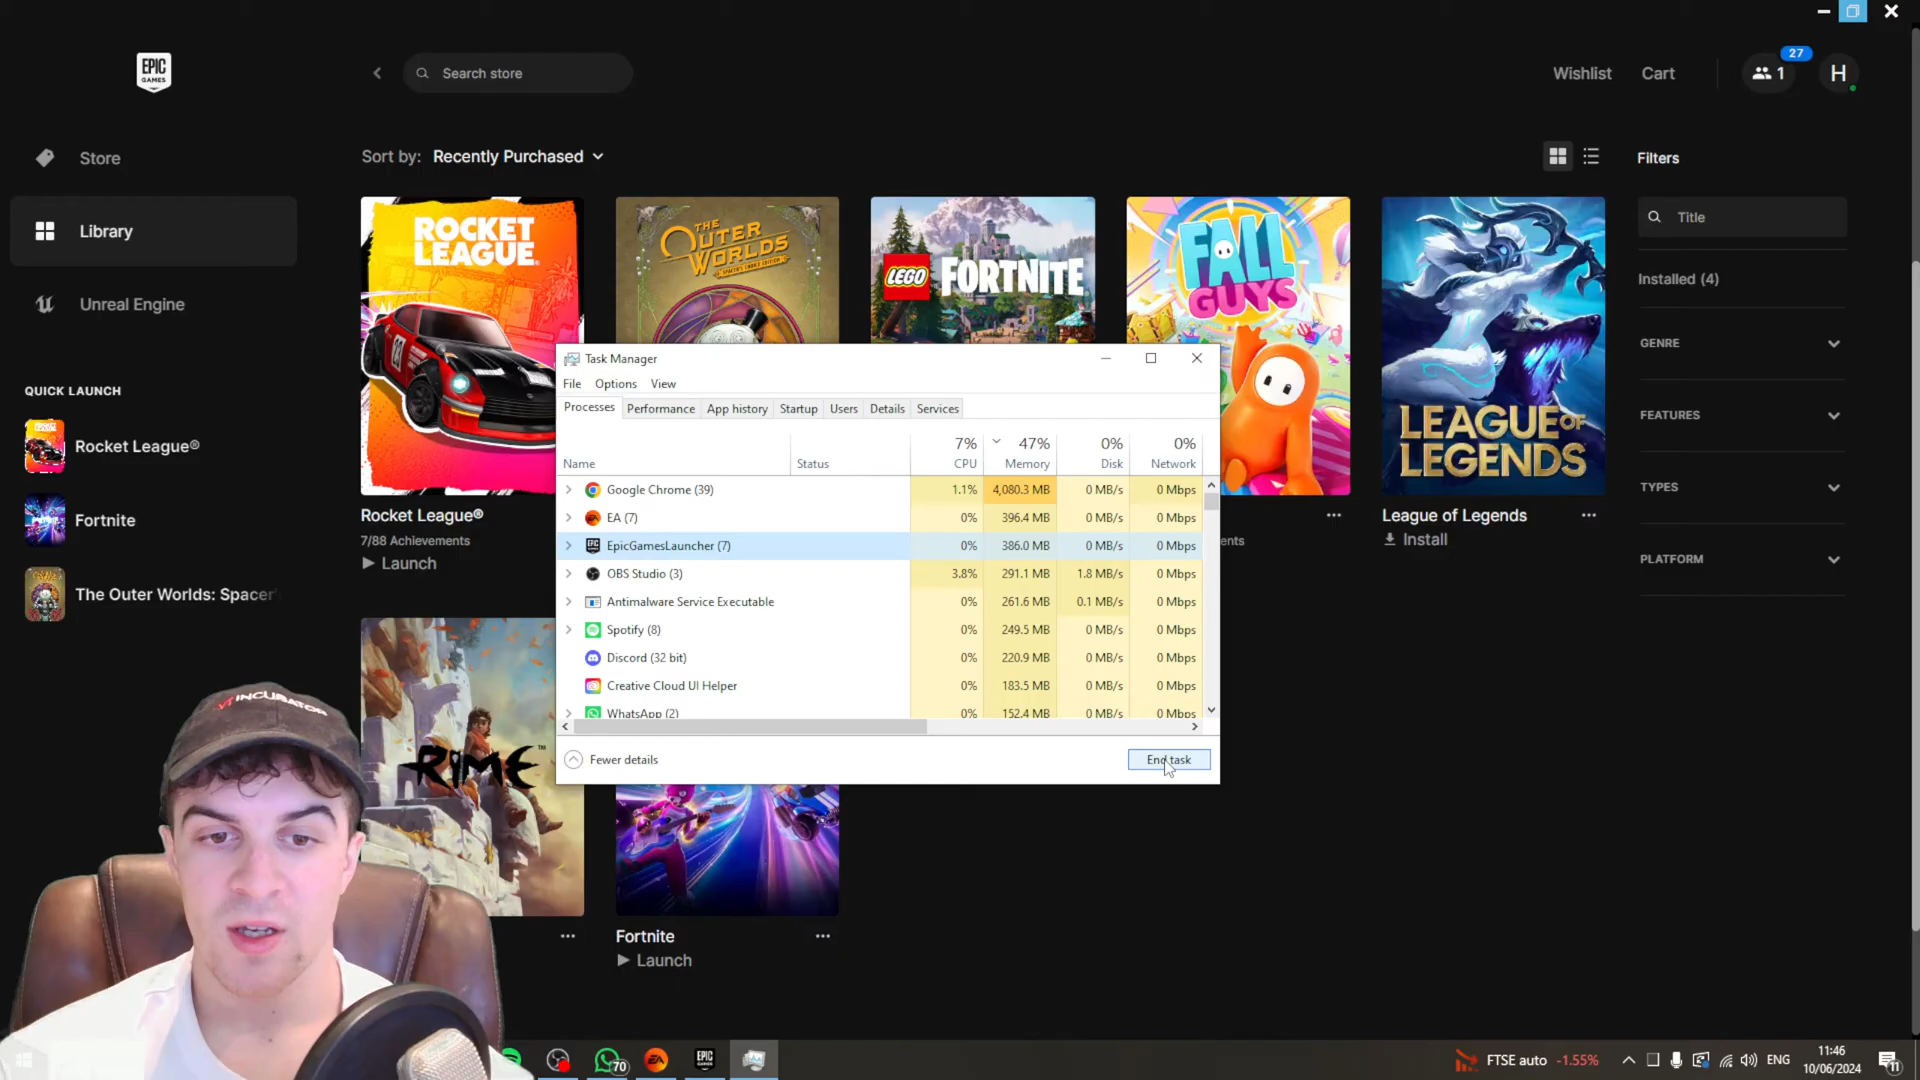 EPIC
GAMES
Search store
Wishlist
Cart
27
1
H
Store
Library
Unreal Engine
QUICK LAUNCH
Rocket League®
Fortnite
The Outer Worlds: Spacer'
Sort by: Recently Purchased
Filters
Title
Installed (4)
GENRE
FEATURES
TYPES
PLATFORM
ROCKET
LEAGUE
THE
OUTER
WORLDS
SPACER'S CHOICE EDITION
LEGO FORTNITE
FALL
GUYS
LEAGUE OF
LEGENDS
Rocket League®
7/88 Achievements
Launch
ents
League of Legends
Install
RIME™
Fortnite
Launch
Task Manager
File Options View
Processes Performance App history Startup Users Details Services
7% 47% 0% 0%
Name Status CPU Memory Disk Network
Google Chrome (39) 1.1% 4,080.3 MB 0 MB/s 0 Mbps
EA (7) 0% 396.4 MB 0 MB/s 0 Mbps
EpicGamesLauncher (7) 0% 386.0 MB 0 MB/s 0 Mbps
OBS Studio (3) 3.8% 291.1 MB 1.8 MB/s 0 Mbps
Antimalware Service Executable 0% 261.6 MB 0.1 MB/s 0 Mbps
Spotify (8) 0% 249.5 MB 0 MB/s 0 Mbps
Discord (32 bit) 0% 220.9 MB 0 MB/s 0 Mbps
Creative Cloud UI Helper 0% 183.5 MB 0 MB/s 0 Mbps
WhatsApp (2) 0% 152.4 MB 0 MB/s 0 Mbps
Fewer details
End task
INCUBATOR
70
EA
EPIC
GAMES
FTSE auto -1.55%
ENG
11:46
10/06/2024
11